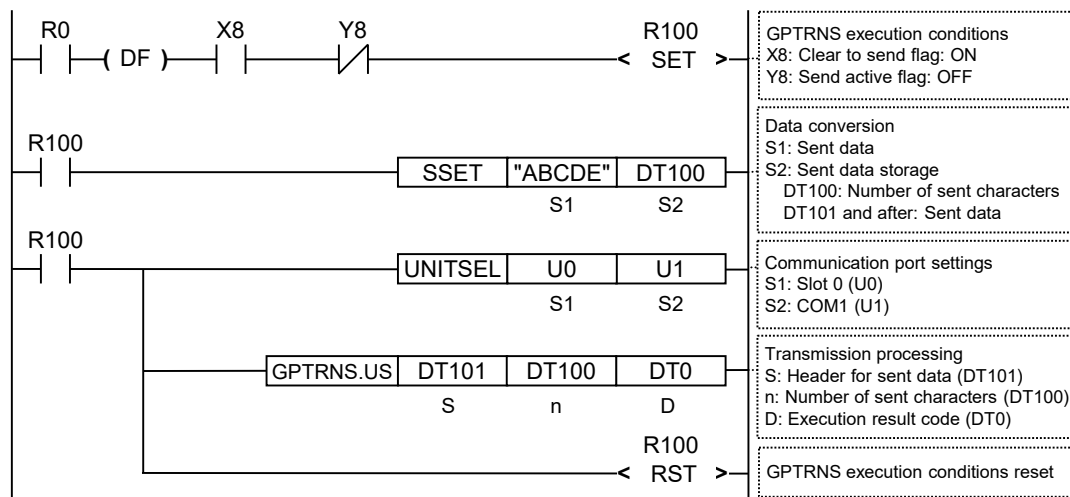 R0 X8 Y8 R100
( DF ) < SET >
GPTRNS execution conditions
X8: Clear to send flag: ON
Y8: Send active flag: OFF
R100
SSET "ABCDE" DT100
S1 S2
Data conversion
S1: Sent data
S2: Sent data storage
DT100: Number of sent characters
DT101 and after: Sent data
R100
UNITSEL U0 U1
S1 S2
Communication port settings
S1: Slot 0 (U0)
S2: COM1 (U1)
GPTRNS.US DT101 DT100 DT0
S n D
Transmission processing
S: Header for sent data (DT101)
n: Number of sent characters (DT100)
D: Execution result code (DT0)
R100
< RST >
GPTRNS execution conditions reset